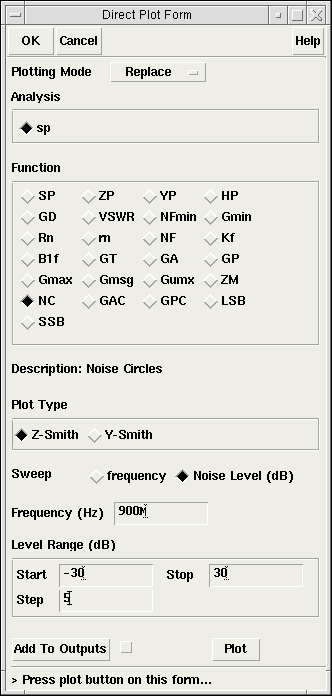 Direct Plot Form
OK Cancel Help
Plotting Mode Replace
Analysis
sp
Function
SP ZP YP HP
GD VSWR NFmin Gmin
Rn rn NF Kf
B1f GT GA GP
Gmax Gmsg Gumx ZM
NC GAC GPC LSB
SSB
Description: Noise Circles
Plot Type
Z-Smith Y-Smith
Sweep frequency Noise Level (dB)
Frequency (Hz) 900M
Level Range (dB)
Start -30 Stop 30
Step 5
Add To Outputs Plot
> Press plot button on this form...